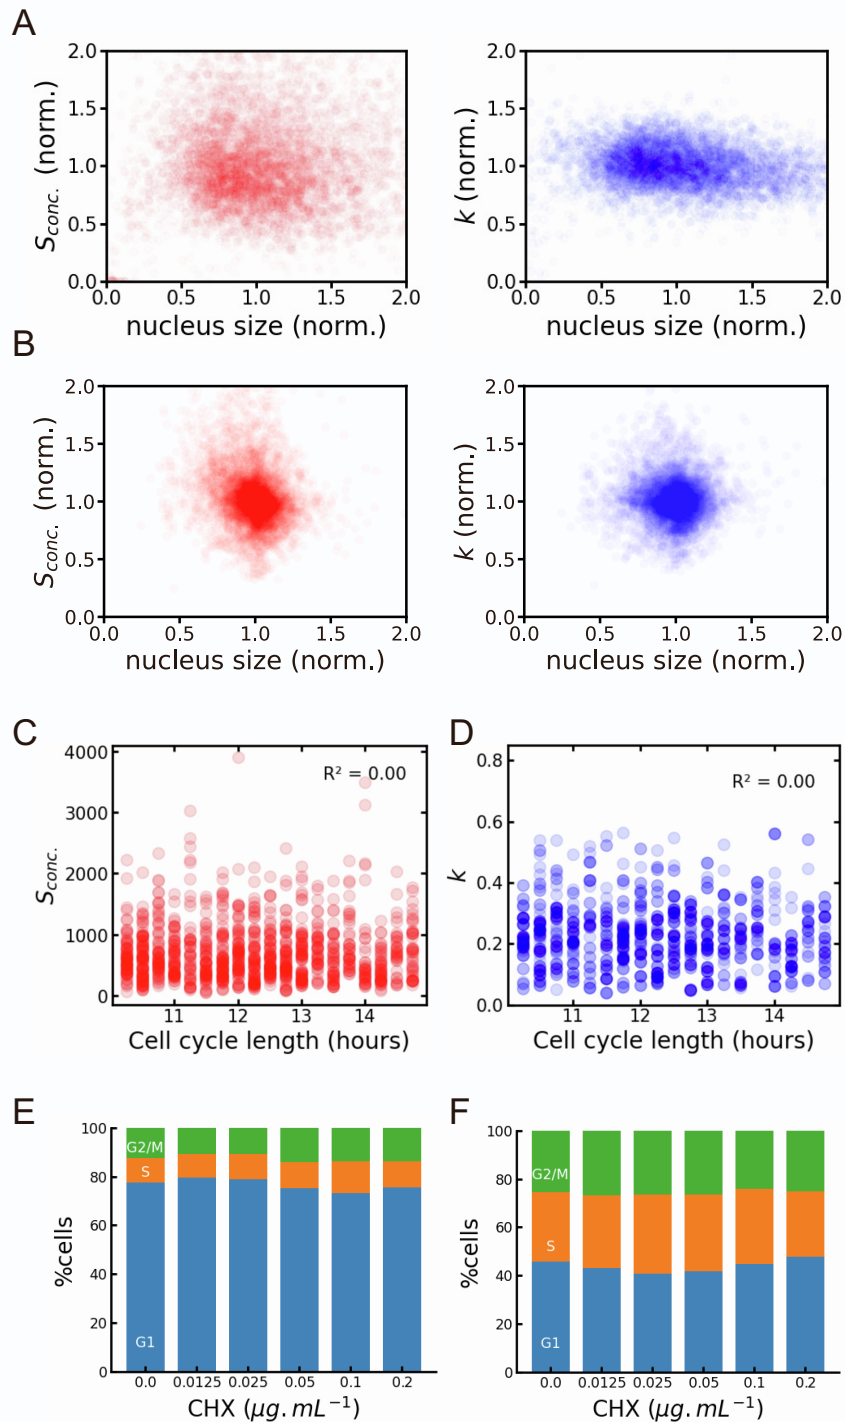 A
2.0
1.5
1.0
0.5
0.0
S_conc. (norm.)
0.0 0.5 1.0 1.5 2.0
nucleus size (norm.)
2.0
1.5
1.0
0.5
0.0
k (norm.)
0.0 0.5 1.0 1.5 2.0
nucleus size (norm.)
B
2.0
1.5
1.0
0.5
0.0
S_conc. (norm.)
0.0 0.5 1.0 1.5 2.0
nucleus size (norm.)
2.0
1.5
1.0
0.5
0.0
k (norm.)
0.0 0.5 1.0 1.5 2.0
nucleus size (norm.)
C
4000
3000
2000
1000
0
S_conc.
R² = 0.00
11 12 13 14
Cell cycle length (hours)
D
0.8
0.6
0.4
0.2
0.0
k
R² = 0.00
11 12 13 14
Cell cycle length (hours)
E
100
80
60
40
20
0
%cells
G2/M
S
G1
0.0 0.0125 0.025 0.05 0.1 0.2
CHX (μg.mL⁻¹)
F
100
80
60
40
20
0
%cells
G2/M
S
G1
0.0 0.0125 0.025 0.05 0.1 0.2
CHX (μg.mL⁻¹)